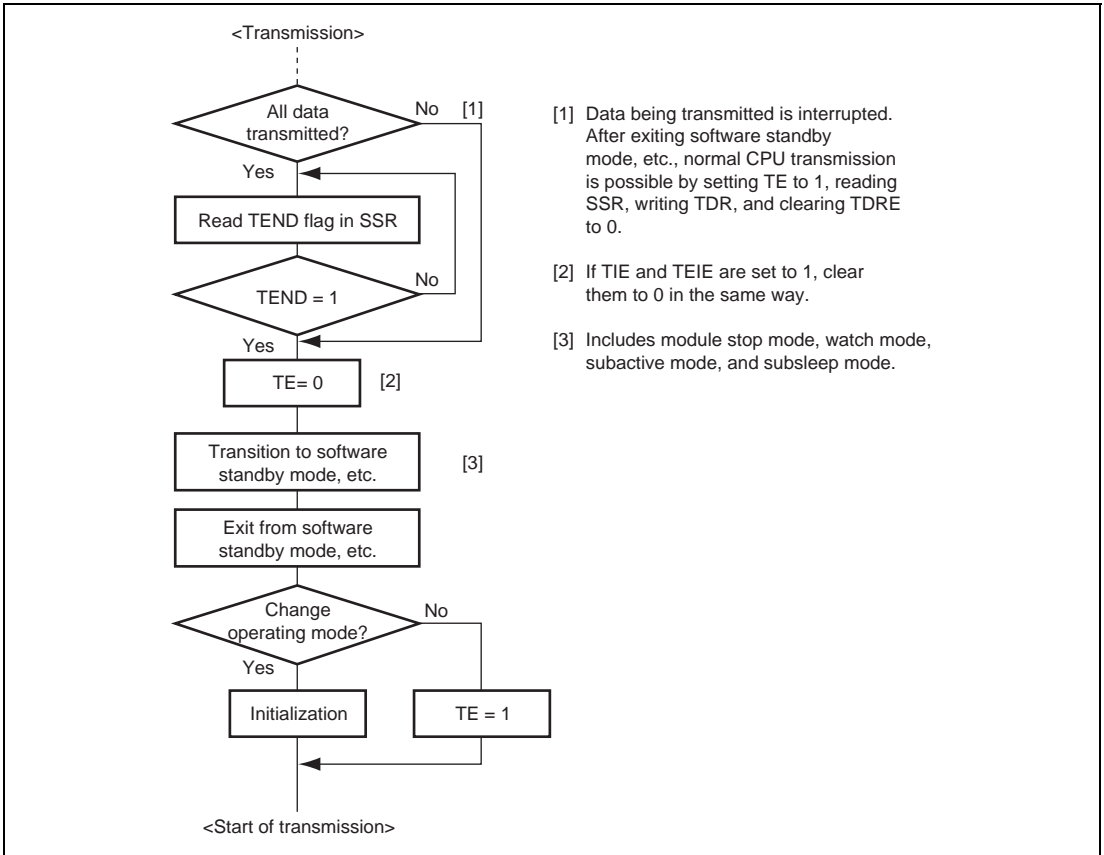 <Transmission>
All data
transmitted?
No [1]
Yes
Read TEND flag in SSR
TEND = 1
No
Yes
TE= 0
[2]
Transition to software
standby mode, etc.
[3]
Exit from software
standby mode, etc.
Change
operating mode?
No
Yes
Initialization
TE = 1
<Start of transmission>
[1] Data being transmitted is interrupted.
After exiting software standby
mode, etc., normal CPU transmission
is possible by setting TE to 1, reading
SSR, writing TDR, and clearing TDRE
to 0.
[2] If TIE and TEIE are set to 1, clear
them to 0 in the same way.
[3] Includes module stop mode, watch mode,
subactive mode, and subsleep mode.